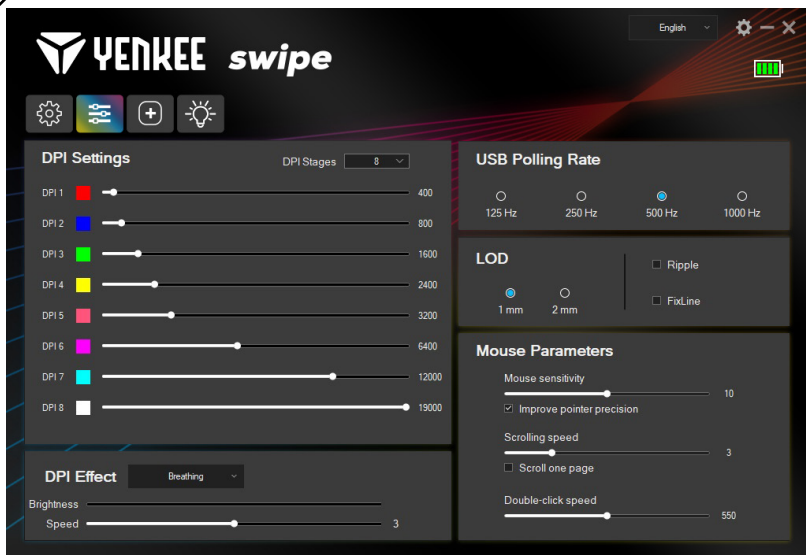 YENKEE swipe
English
DPI Settings
DPI Stages 8
DPI 1 400
DPI 2 800
DPI 3 1600
DPI 4 2400
DPI 5 3200
DPI 6 6400
DPI 7 12000
DPI 8 19000
DPI Effect Breathing
Brightness
Speed 3
USB Polling Rate
125 Hz 250 Hz 500 Hz 1000 Hz
LOD
1 mm 2 mm
Ripple
FixLine
Mouse Parameters
Mouse sensitivity
10
Improve pointer precision
Scrolling speed
3
Scroll one page
Double-click speed
550